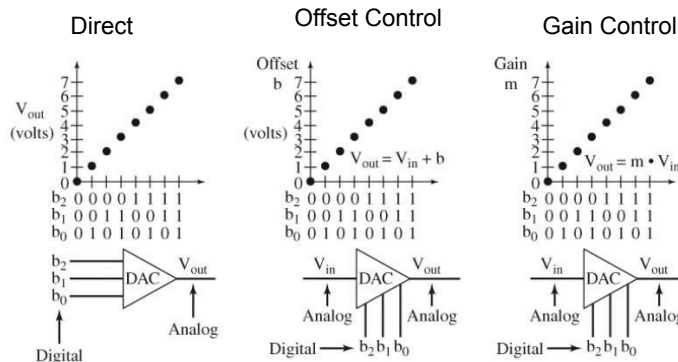 Direct
V_out
(volts)
7
6
5
4
3
2
1
0
b₂ 0 0 0 0 1 1 1 1
b₁ 0 0 1 1 0 0 1 1
b₀ 0 1 0 1 0 1 0 1
b₂
b₁
b₀
DAC
V_out
Analog
Digital
Offset Control
Offset
b
(volts)
7
6
5
4
3
2
1
0
V_out = V_in + b
b₂ 0 0 0 0 1 1 1 1
b₁ 0 0 1 1 0 0 1 1
b₀ 0 1 0 1 0 1 0 1
V_in
DAC
V_out
Analog
Analog
Digital
b₂ b₁ b₀
Gain Control
Gain
m
7
6
5
4
3
2
1
0
V_out = m • V_in
b₂ 0 0 0 0 1 1 1 1
b₁ 0 0 1 1 0 0 1 1
b₀ 0 1 0 1 0 1 0 1
V_in
DAC
V_out
Analog
Analog
Digital
b₂ b₁ b₀